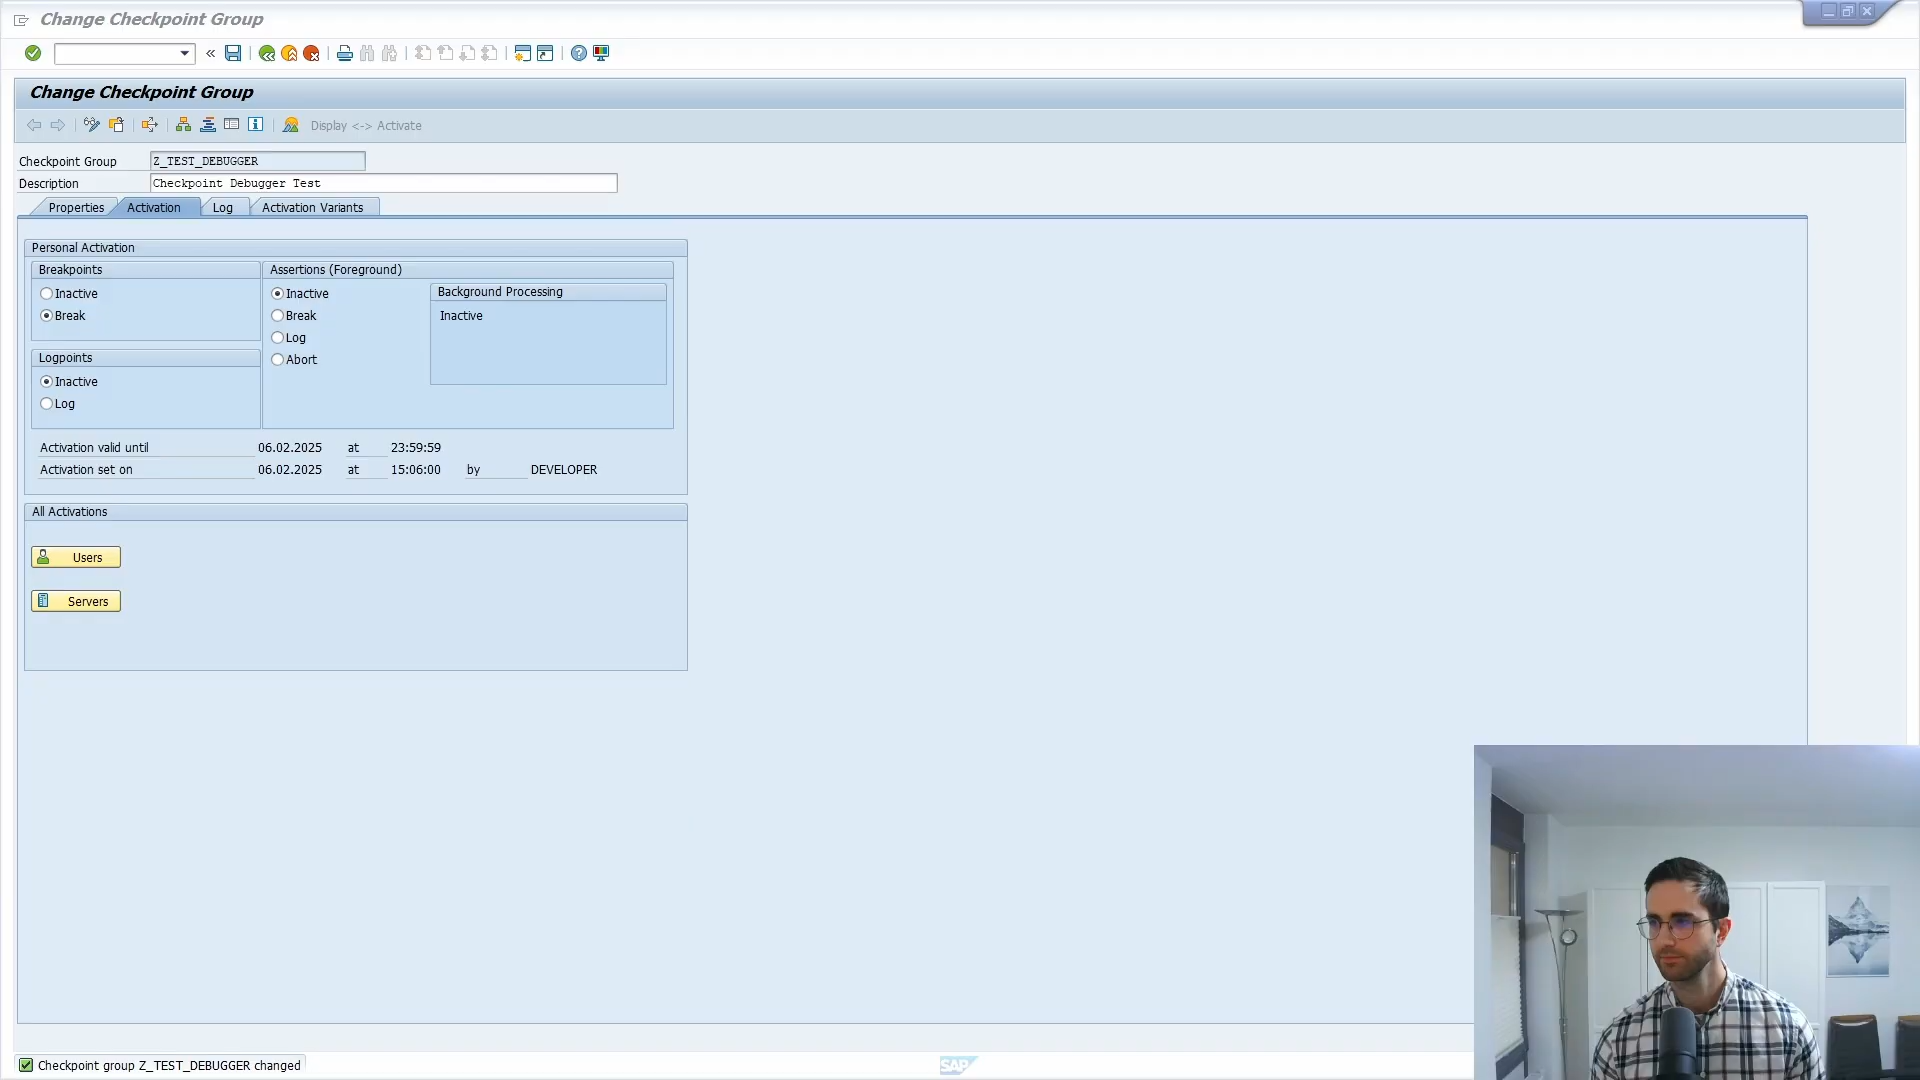 Change Checkpoint Group
Change Checkpoint Group
Display <-> Activate
Checkpoint Group Z_TEST_DEBUGGER
Description Checkpoint Debugger Test
Properties Activation Log Activation Variants
Personal Activation
Breakpoints
Inactive
Break
Logpoints
Inactive
Log
Assertions (Foreground)
Inactive
Break
Log
Abort
Background Processing
Inactive
Activation valid until 06.02.2025 at 23:59:59
Activation set on 06.02.2025 at 15:06:00 by DEVELOPER
All Activations
Users
Servers
Checkpoint group Z_TEST_DEBUGGER changed
SAP